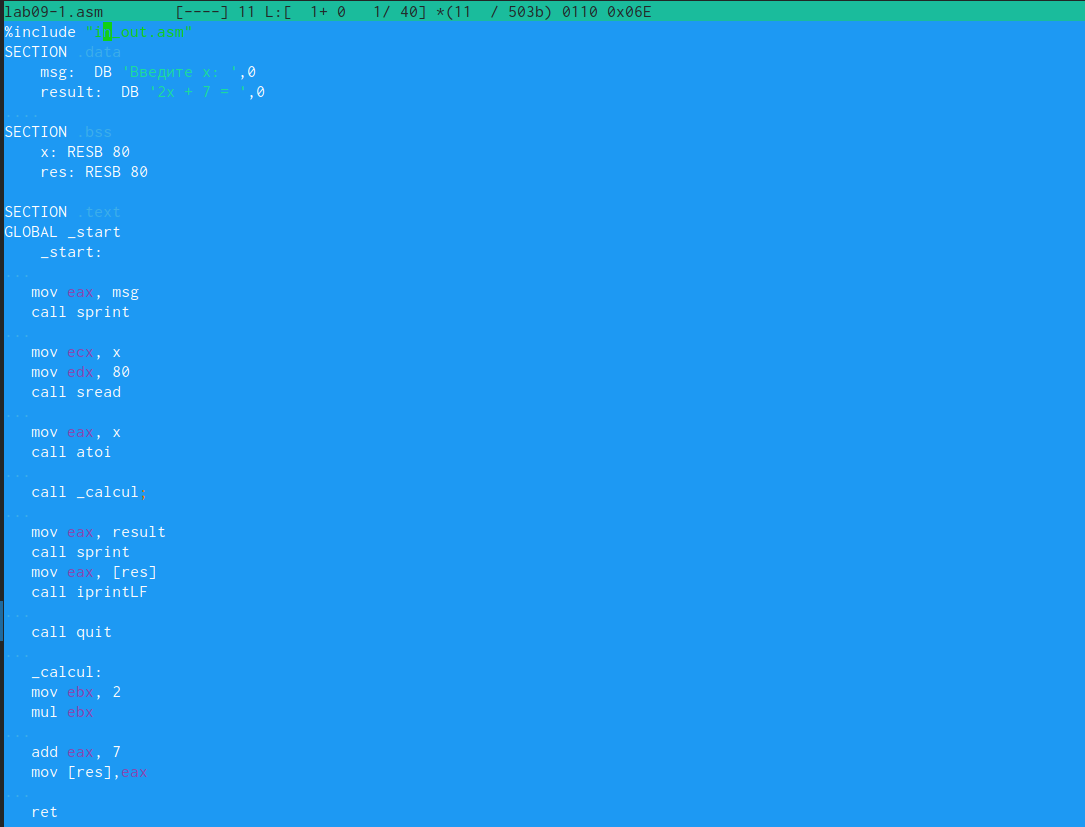 lab09-1.asm [----] 11 L:[ 1+ 0 1/ 40] *(11 / 503b) 0110 0x06E
%include "in_out.asm"
SECTION .data
msg: DB 'Введите x: ',0
result: DB '2x + 7 = ',0
....
SECTION .bss
x: RESB 80
res: RESB 80
SECTION .text
GLOBAL _start
_start:
...
mov eax, msg
call sprint
...
mov ecx, x
mov edx, 80
call sread
...
mov eax, x
call atoi
...
call _calcul;
...
mov eax, result
call sprint
mov eax, [res]
call iprintLF
...
call quit
...
_calcul:
mov ebx, 2
mul ebx
...
add eax, 7
mov [res],eax
...
ret